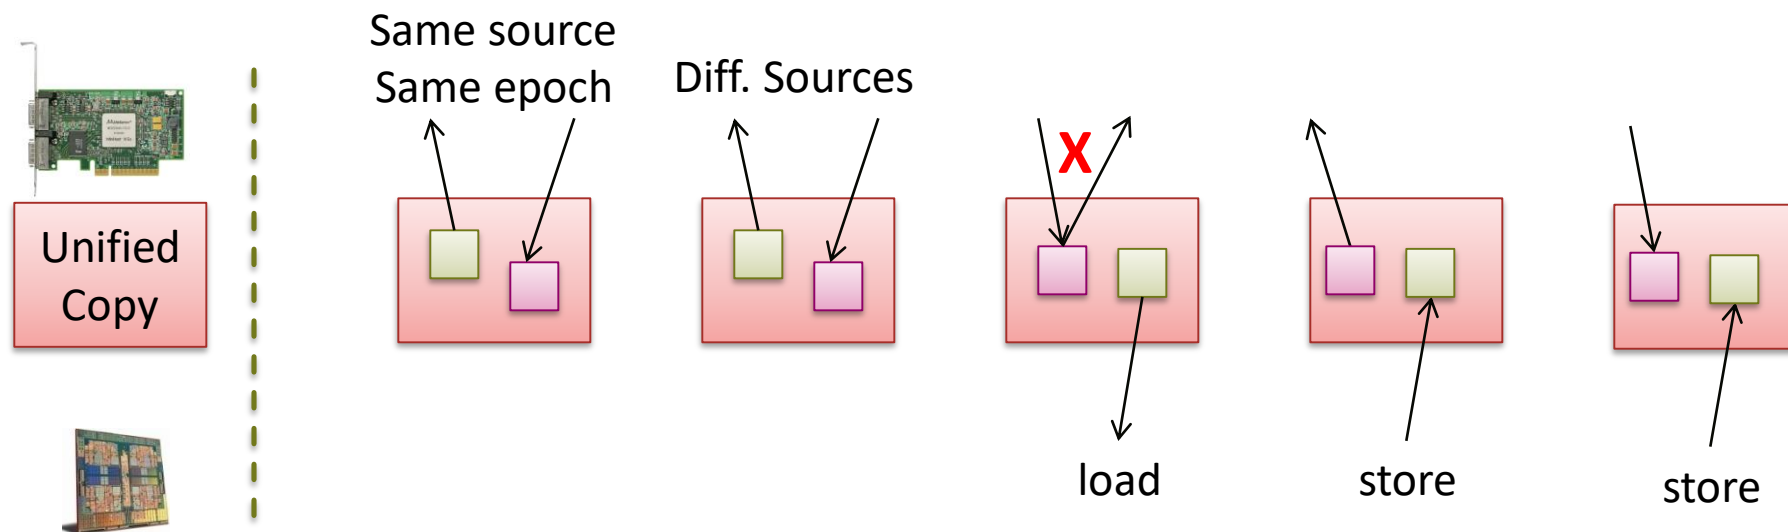 Same source
Same epoch
Diff. Sources
X
Unified
Copy
load
store
store